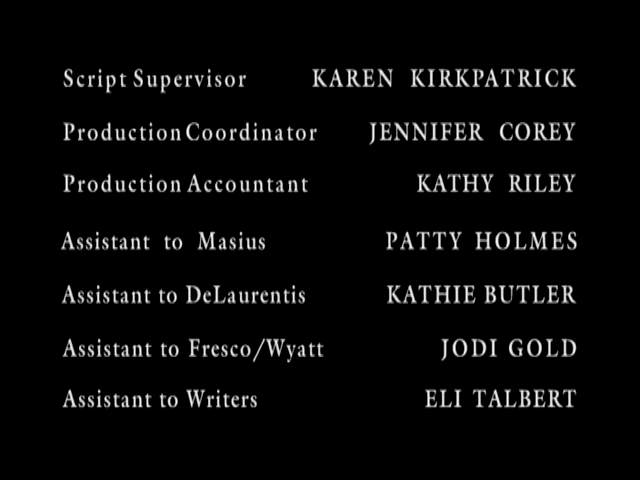 Script Supervisor KAREN KIRKPATRICK
Production Coordinator JENNIFER COREY
Production Accountant KATHY RILEY
Assistant to Masius PATTY HOLMES
Assistant to DeLaurentis KATHIE BUTLER
Assistant to Fresco/Wyatt JODI GOLD
Assistant to Writers ELI TALBERT